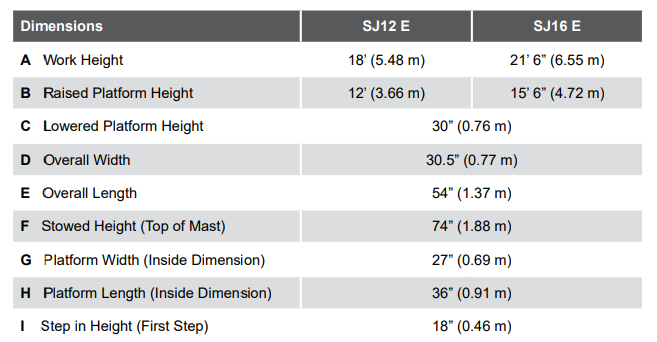 Dimensions SJ12 E SJ16 E
A Work Height 18’ (5.48 m) 21’ 6” (6.55 m)
B Raised Platform Height 12’ (3.66 m) 15’ 6” (4.72 m)
C Lowered Platform Height 30” (0.76 m)
D Overall Width 30.5” (0.77 m)
E Overall Length 54” (1.37 m)
F Stowed Height (Top of Mast) 74” (1.88 m)
G Platform Width (Inside Dimension) 27” (0.69 m)
H Platform Length (Inside Dimension) 36” (0.91 m)
I Step in Height (First Step) 18” (0.46 m)